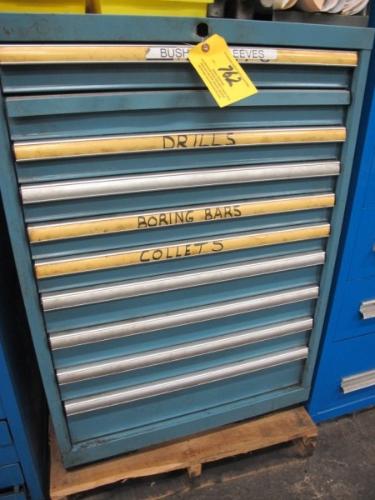 BUSH
EEVES
762
DRILLS
BORING BARS
COLLETS